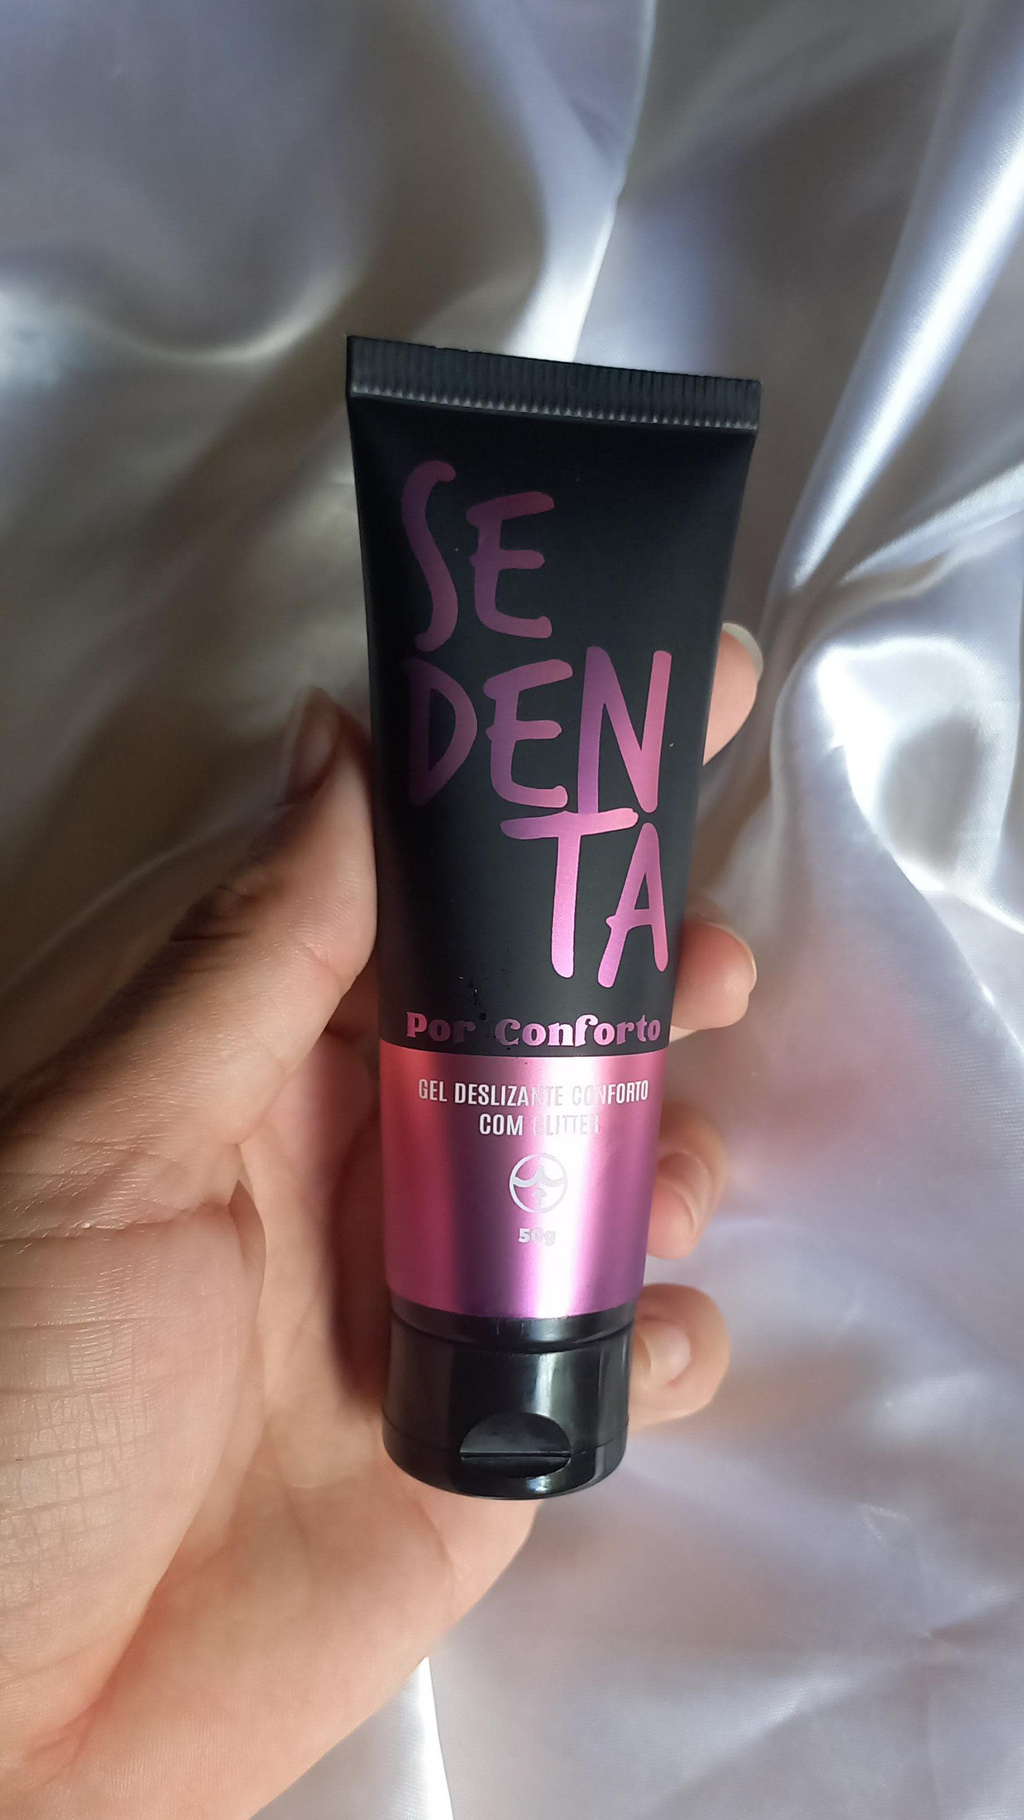 SE
DEN
TA
Por Conforto
GEL DESLIZANTE CONFORTO
COM GLITTER
50g